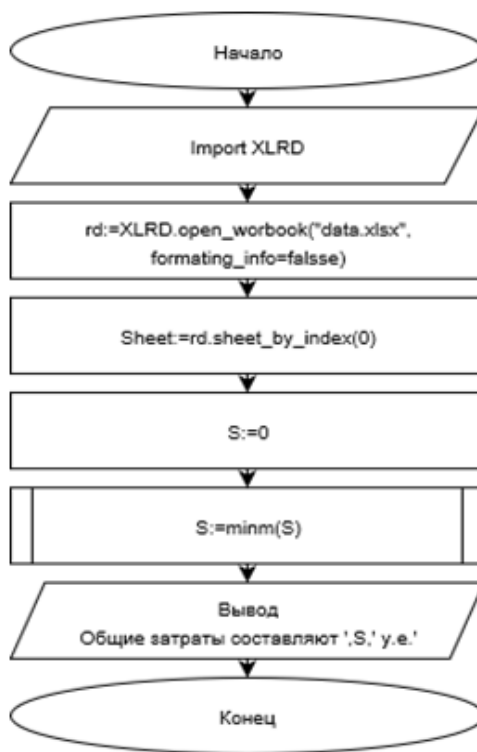 Начало
Import XLRD
rd:=XLRD.open_worbook("data.xlsx",
formating_info=falsse)
Sheet:=rd.sheet_by_index(0)
S:=0
S:=minm(S)
Вывод
Общие затраты составляют ',S,' у.е.'
Конец